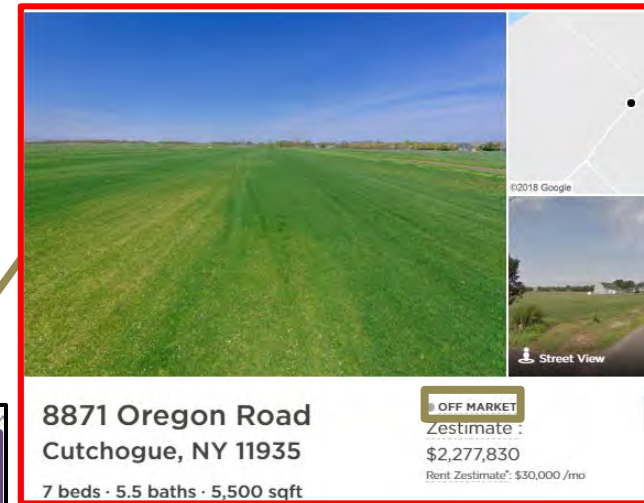 ©2018 Google
Street View
8871 Oregon Road
Cutchogue, NY 11935
7 beds · 5.5 baths · 5,500 sqft
OFF MARKET
Zestimate :
$2,277,830
Rent Zestimate®: $30,000 /mo